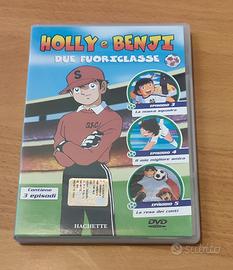 HOLLY e BENJI
DUE FUORICLASSE
S
EPISODIO 3
La nuova squadra
EPISODIO 4
Il mio migliore amico
EPISODIO 5
La resa dei conti
Contiene
3 episodi
HACHETTE
DVD
subito